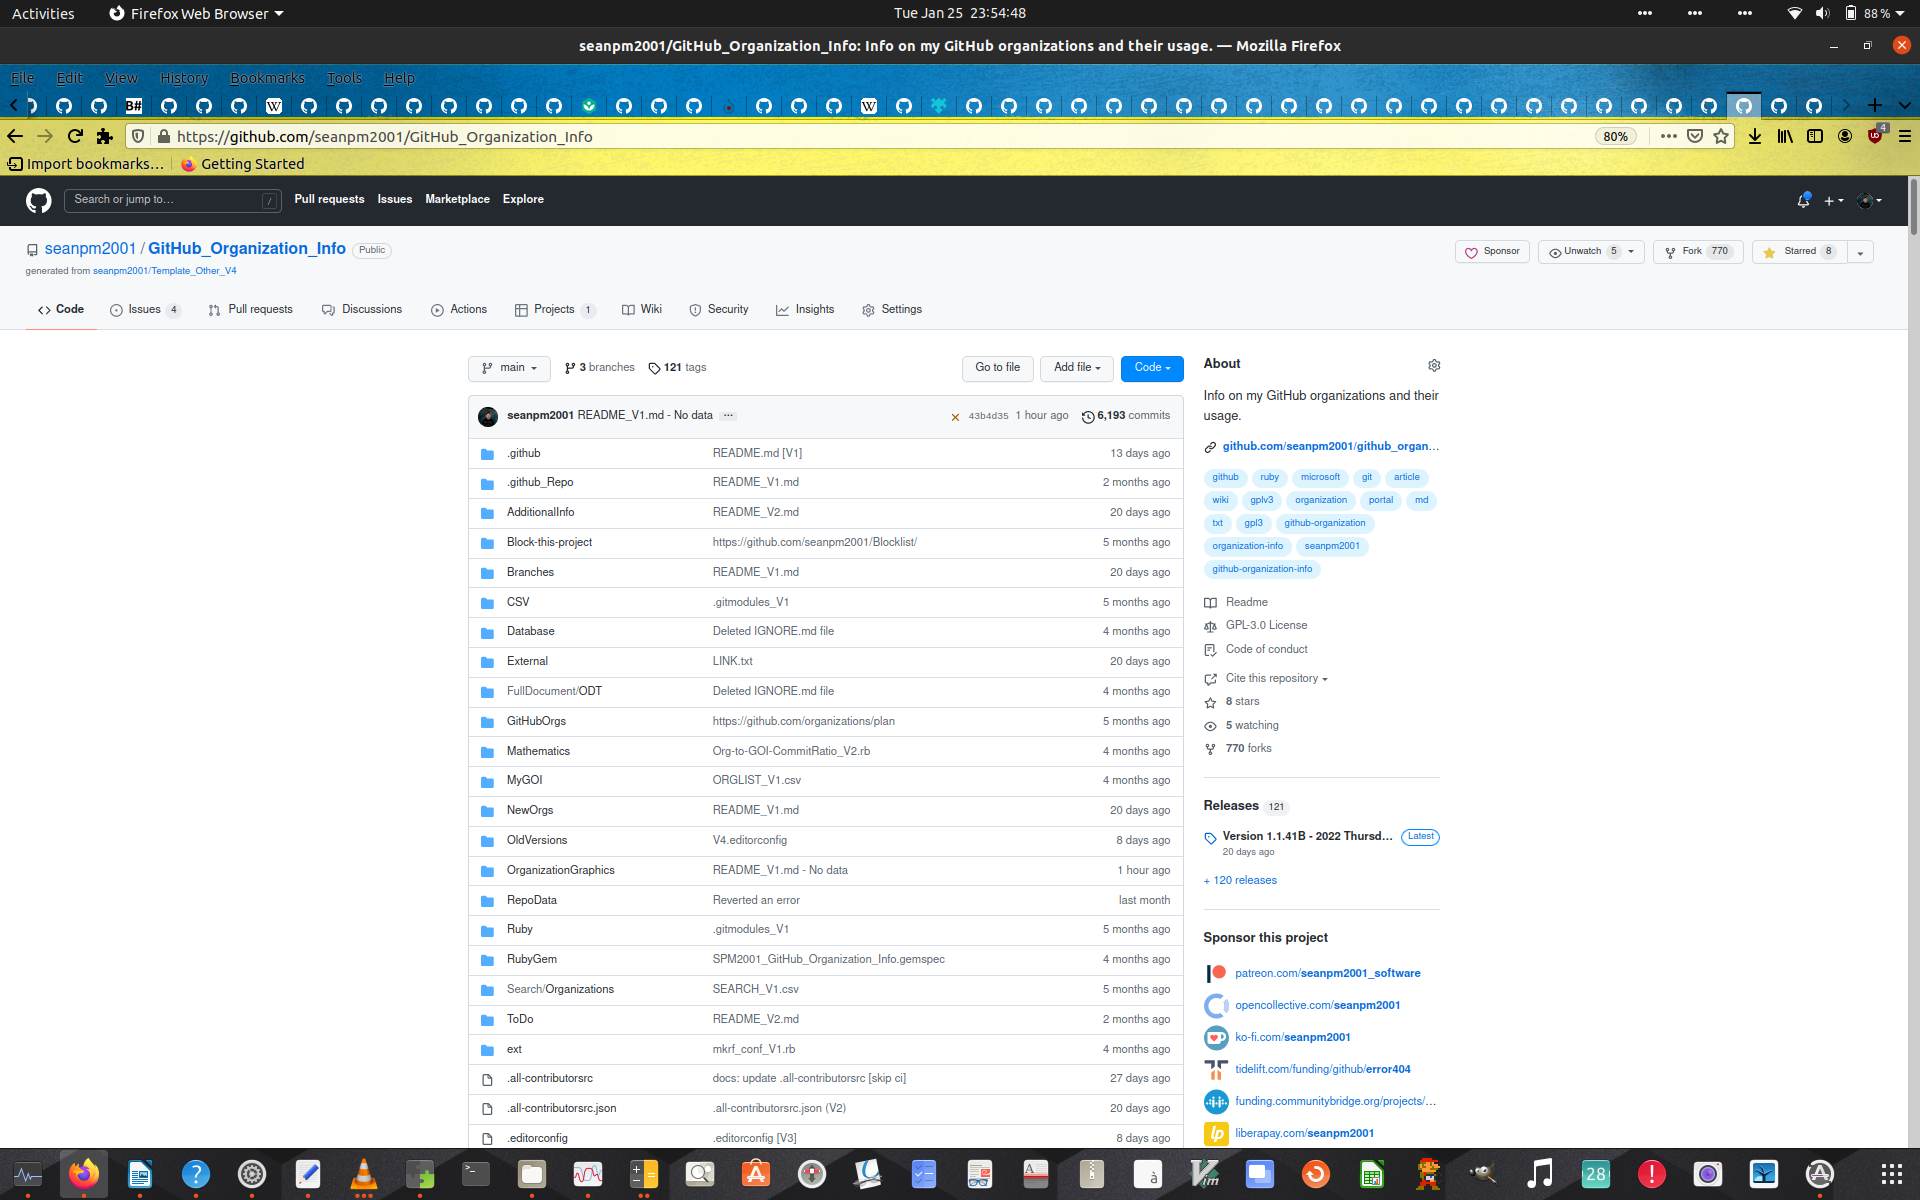 Activities Firefox Web Browser Tue Jan 25 23:54:48 88%
seanpm2001/GitHub_Organization_Info: Info on my GitHub organizations and their usage. — Mozilla Firefox
File Edit View History Bookmarks Tools Help
B# W W
https://github.com/seanpm2001/GitHub_Organization_Info 80% 4
Import bookmarks... Getting Started
Search or jump to... / Pull requests Issues Marketplace Explore
seanpm2001 / GitHub_Organization_Info Public Sponsor Unwatch 5 Fork 770 Starred 8
generated from seanpm2001/Template_Other_V4
Code Issues 4 Pull requests Discussions Actions Projects 1 Wiki Security Insights Settings
main 3 branches 121 tags Go to file Add file Code
seanpm2001 README_V1.md - No data ... 43b4d35 1 hour ago 6,193 commits
.github README.md [V1] 13 days ago
.github_Repo README_V1.md 2 months ago
AdditionalInfo README_V2.md 20 days ago
Block-this-project https://github.com/seanpm2001/Blocklist/ 5 months ago
Branches README_V1.md 20 days ago
CSV .gitmodules_V1 5 months ago
Database Deleted IGNORE.md file 4 months ago
External LINK.txt 20 days ago
FullDocument/ODT Deleted IGNORE.md file 4 months ago
GitHubOrgs https://github.com/organizations/plan 5 months ago
Mathematics Org-to-GOI-CommitRatio_V2.rb 4 months ago
MyGOI ORGLIST_V1.csv 4 months ago
NewOrgs README_V1.md 20 days ago
OldVersions V4.editorconfig 8 days ago
OrganizationGraphics README_V1.md - No data 1 hour ago
RepoData Reverted an error last month
Ruby .gitmodules_V1 5 months ago
RubyGem SPM2001_GitHub_Organization_Info.gemspec 4 months ago
Search/Organizations SEARCH_V1.csv 5 months ago
ToDo README_V2.md 2 months ago
ext mkrf_conf_V1.rb 4 months ago
.all-contributorsrc docs: update .all-contributorsrc [skip ci] 27 days ago
.all-contributorsrc.json .all-contributorsrc.json (V2) 20 days ago
.editorconfig .editorconfig [V3] 8 days ago
About
Info on my GitHub organizations and their
usage.
github.com/seanpm2001/github_organ...
github ruby microsoft git article
wiki gplv3 organization portal md
txt gpl3 github-organization
organization-info seanpm2001
github-organization-info
Readme
GPL-3.0 License
Code of conduct
Cite this repository
8 stars
5 watching
770 forks
Releases 121
Version 1.1.41B - 2022 Thursd... Latest
20 days ago
+ 120 releases
Sponsor this project
patreon.com/seanpm2001_software
opencollective.com/seanpm2001
ko-fi.com/seanpm2001
tidelift.com/funding/github/error404
funding.communitybridge.org/projects/...
lp liberapay.com/seanpm2001
28